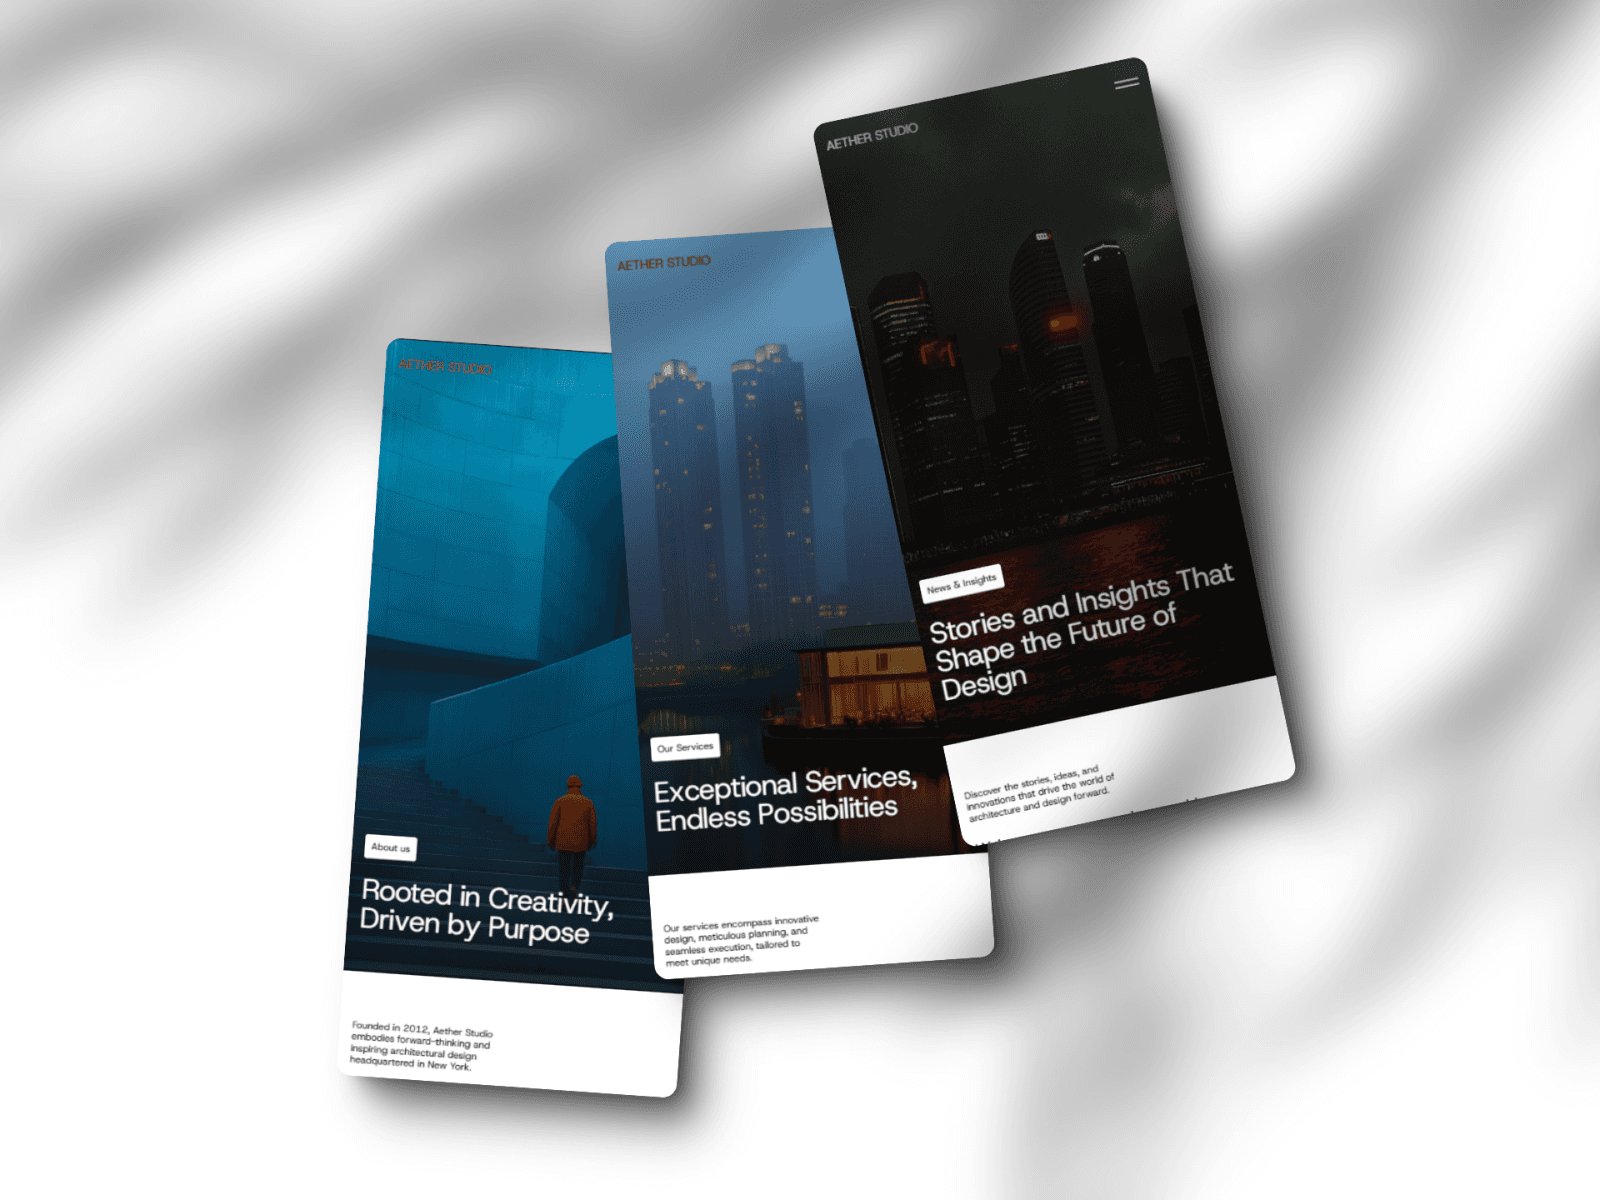 AETHER STUDIO
About us
Rooted in Creativity,
Driven by Purpose
Founded in 2012, Aether Studio
embodies forward-thinking and
inspiring architectural design
headquartered in New York.
AETHER STUDIO
Our Services
Exceptional Services,
Endless Possibilities
Our services encompass innovative
design, meticulous planning, and
seamless execution, tailored to
meet unique needs.
AETHER STUDIO
News & Insights
Stories and Insights That
Shape the Future of
Design
Discover the stories, ideas, and
innovations that drive the world of
architecture and design forward.